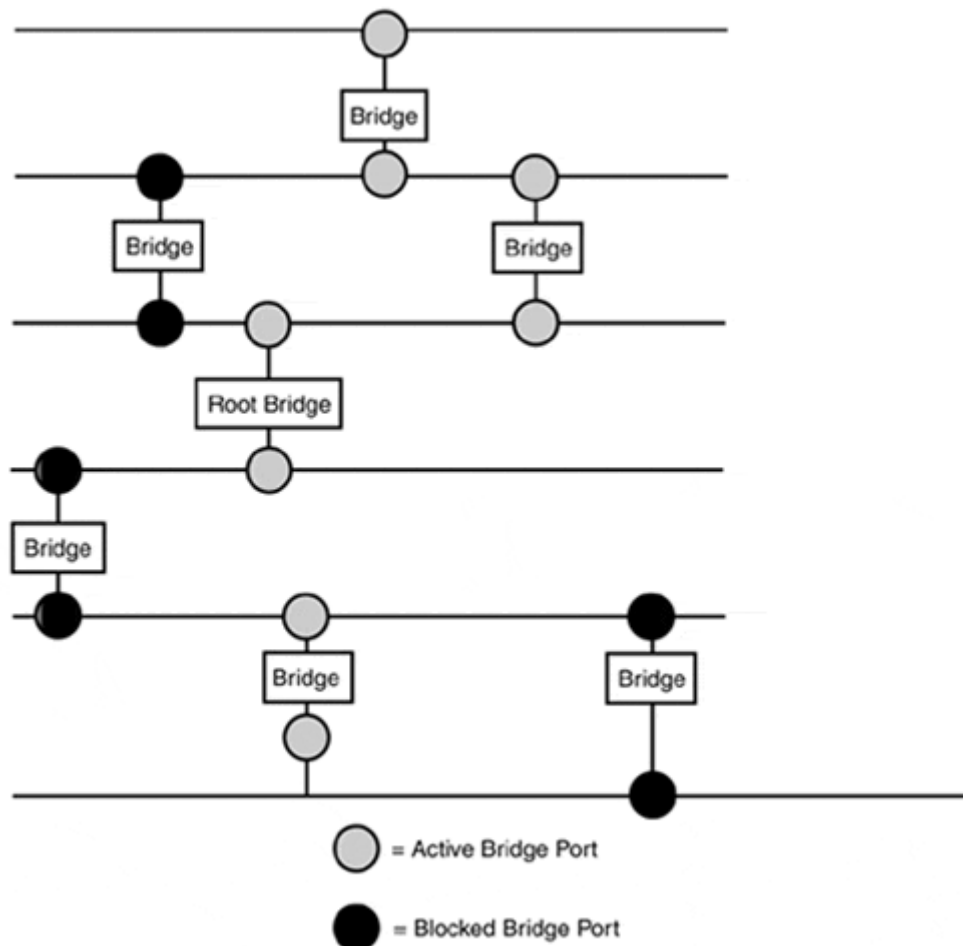 Bridge
Bridge
Bridge
Root Bridge
Bridge
Bridge
Bridge
= Active Bridge Port
= Blocked Bridge Port